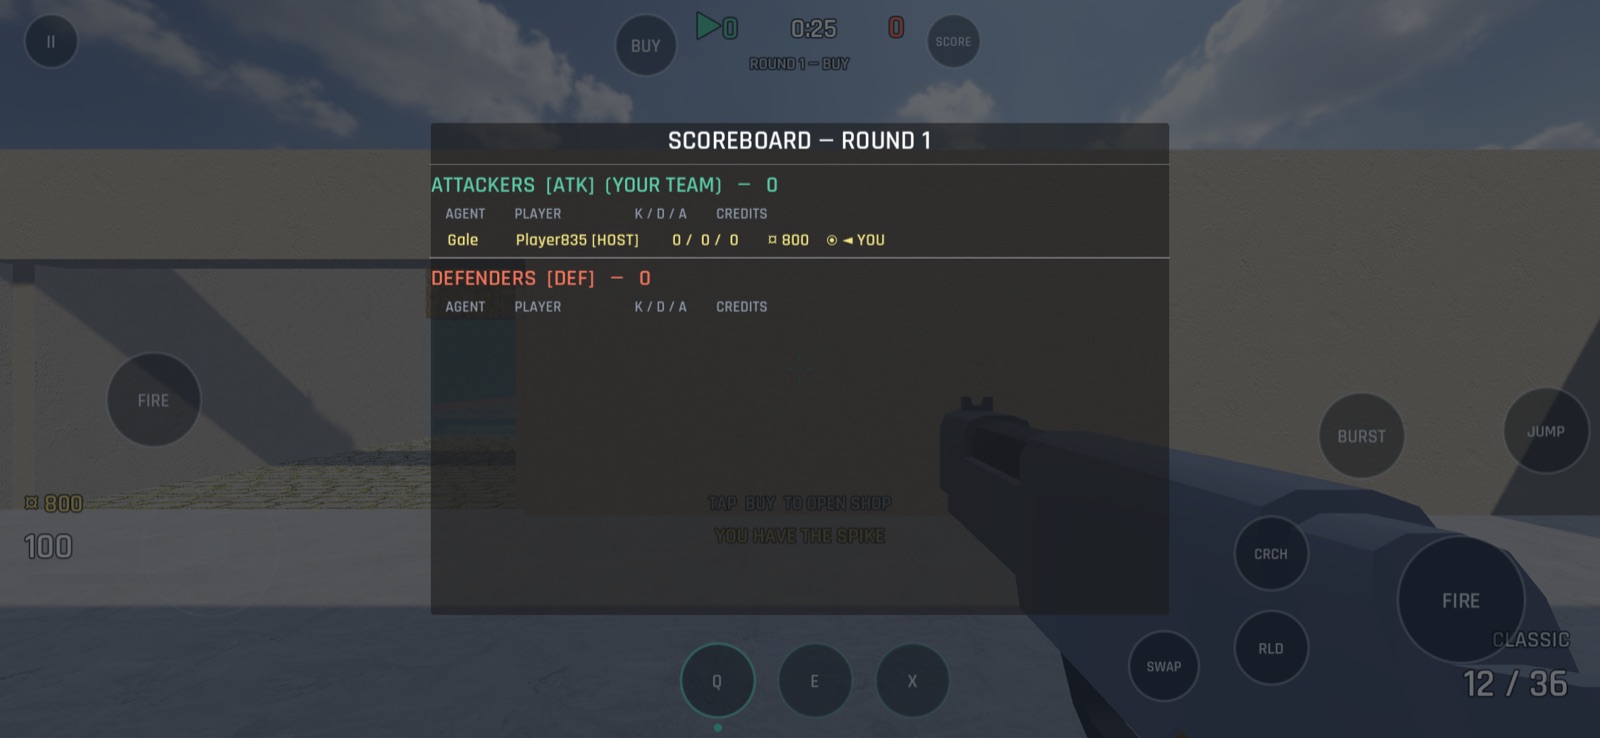 II
BUY
0
0:25
0
SCORE
ROUND 1 — BUY
SCOREBOARD — ROUND 1
ATTACKERS [ATK] (YOUR TEAM) — 0
AGENT PLAYER K / D / A CREDITS
Gale Player835 [HOST] 0 / 0 / 0 ¤ 800 ◉ ◄ YOU
DEFENDERS [DEF] — 0
AGENT PLAYER K / D / A CREDITS
FIRE
BURST
JUMP
¤ 800
TAP BUY TO OPEN SHOP
YOU HAVE THE SPIKE
100
CRCH
FIRE
CLASSIC
RLD
SWAP
Q
E
X
12 / 36